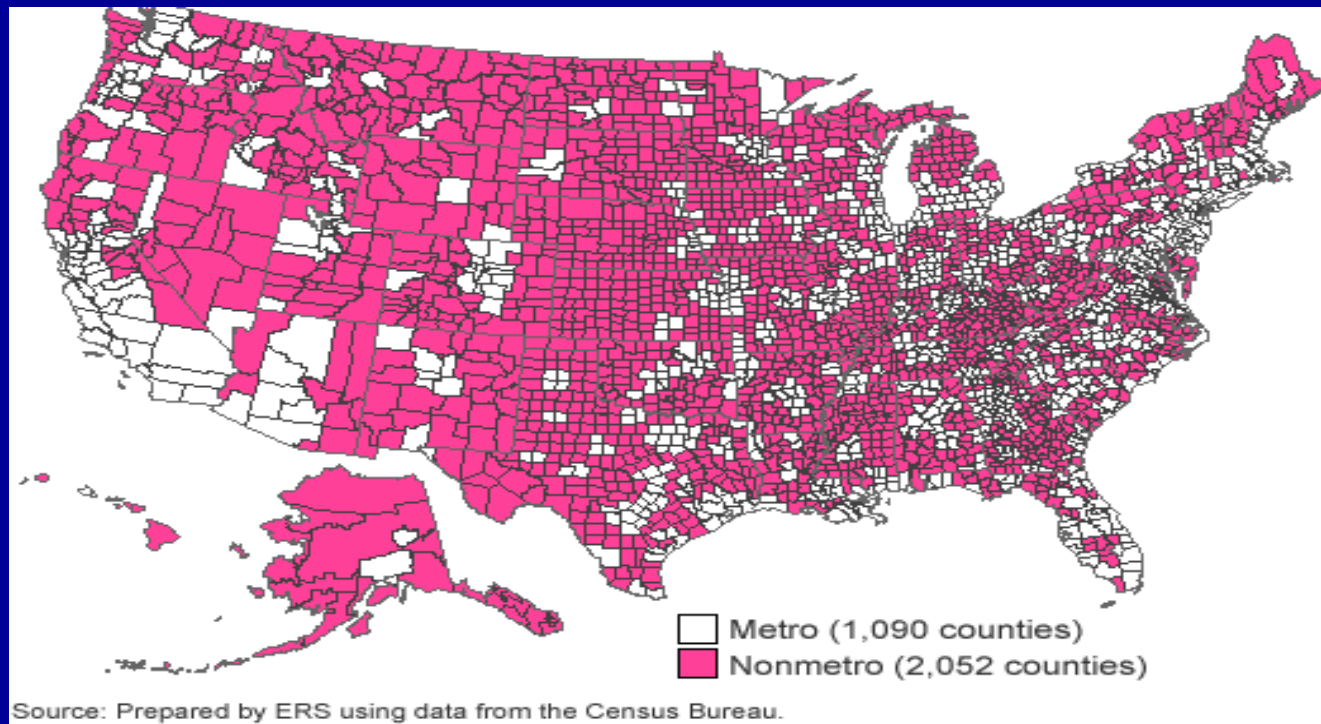 Metro (1,090 counties)
Nonmetro (2,052 counties)
Source: Prepared by ERS using data from the Census Bureau.